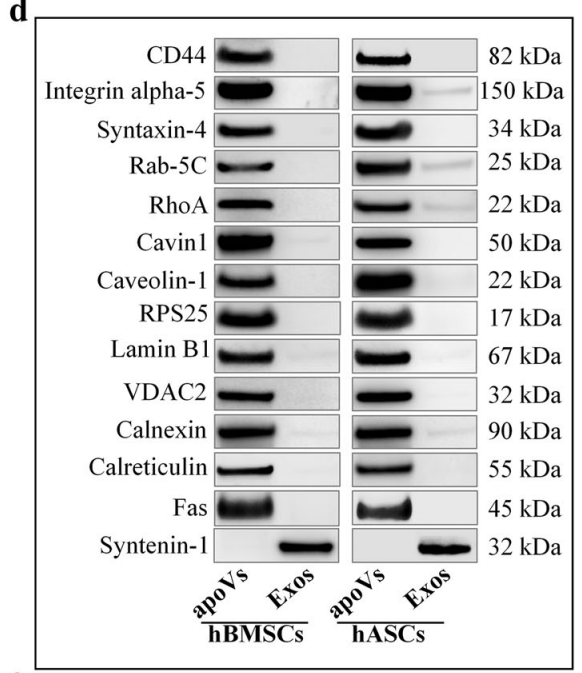 d
CD44 82 kDa
Integrin alpha-5 150 kDa
Syntaxin-4 34 kDa
Rab-5C 25 kDa
RhoA 22 kDa
Cavin1 50 kDa
Caveolin-1 22 kDa
RPS25 17 kDa
Lamin B1 67 kDa
VDAC2 32 kDa
Calnexin 90 kDa
Calreticulin 55 kDa
Fas 45 kDa
Syntenin-1 32 kDa
apoVs Exos apoVs Exos
hBMSCs hASCs